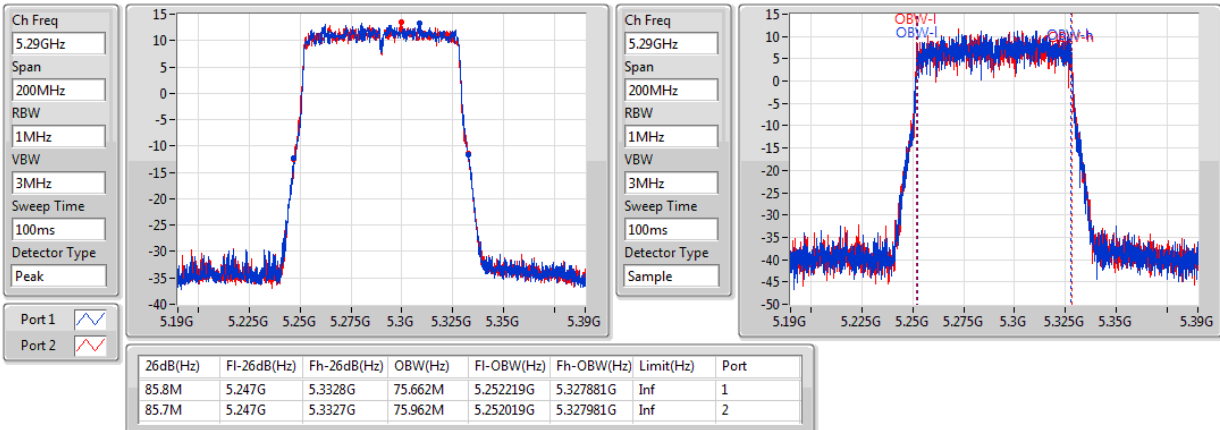 Ch Freq
5.29GHz
Span
200MHz
RBW
1MHz
VBW
3MHz
Sweep Time
100ms
Detector Type
Peak
Port 1
Port 2
15
10
5
0
-5
-10
-15
-20
-25
-30
-35
-40
5.19G 5.225G 5.25G 5.275G 5.3G 5.325G 5.35G 5.39G
Ch Freq
5.29GHz
Span
200MHz
RBW
1MHz
VBW
3MHz
Sweep Time
100ms
Detector Type
Sample
15
10
5
0
-5
-10
-15
-20
-25
-30
-35
-40
-45
-50
OBW-l
OBW-l
OBW-h
5.19G 5.225G 5.25G 5.275G 5.3G 5.325G 5.35G 5.39G
26dB(Hz) Fl-26dB(Hz) Fh-26dB(Hz) OBW(Hz) Fl-OBW(Hz) Fh-OBW(Hz) Limit(Hz) Port
85.8M 5.247G 5.3328G 75.662M 5.252219G 5.327881G Inf 1
85.7M 5.247G 5.3327G 75.962M 5.252019G 5.327981G Inf 2